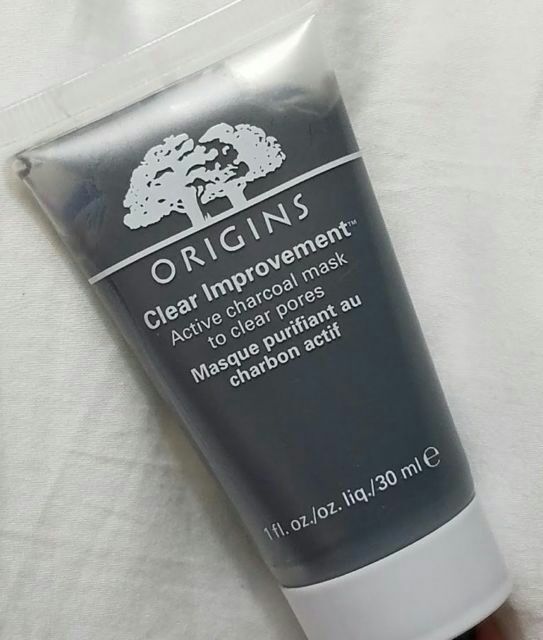 ORIGINS
Clear Improvement™
Active charcoal mask
to clear pores
Masque purifiant au
charbon actif
1 fl. oz./oz. liq./30 ml ℮